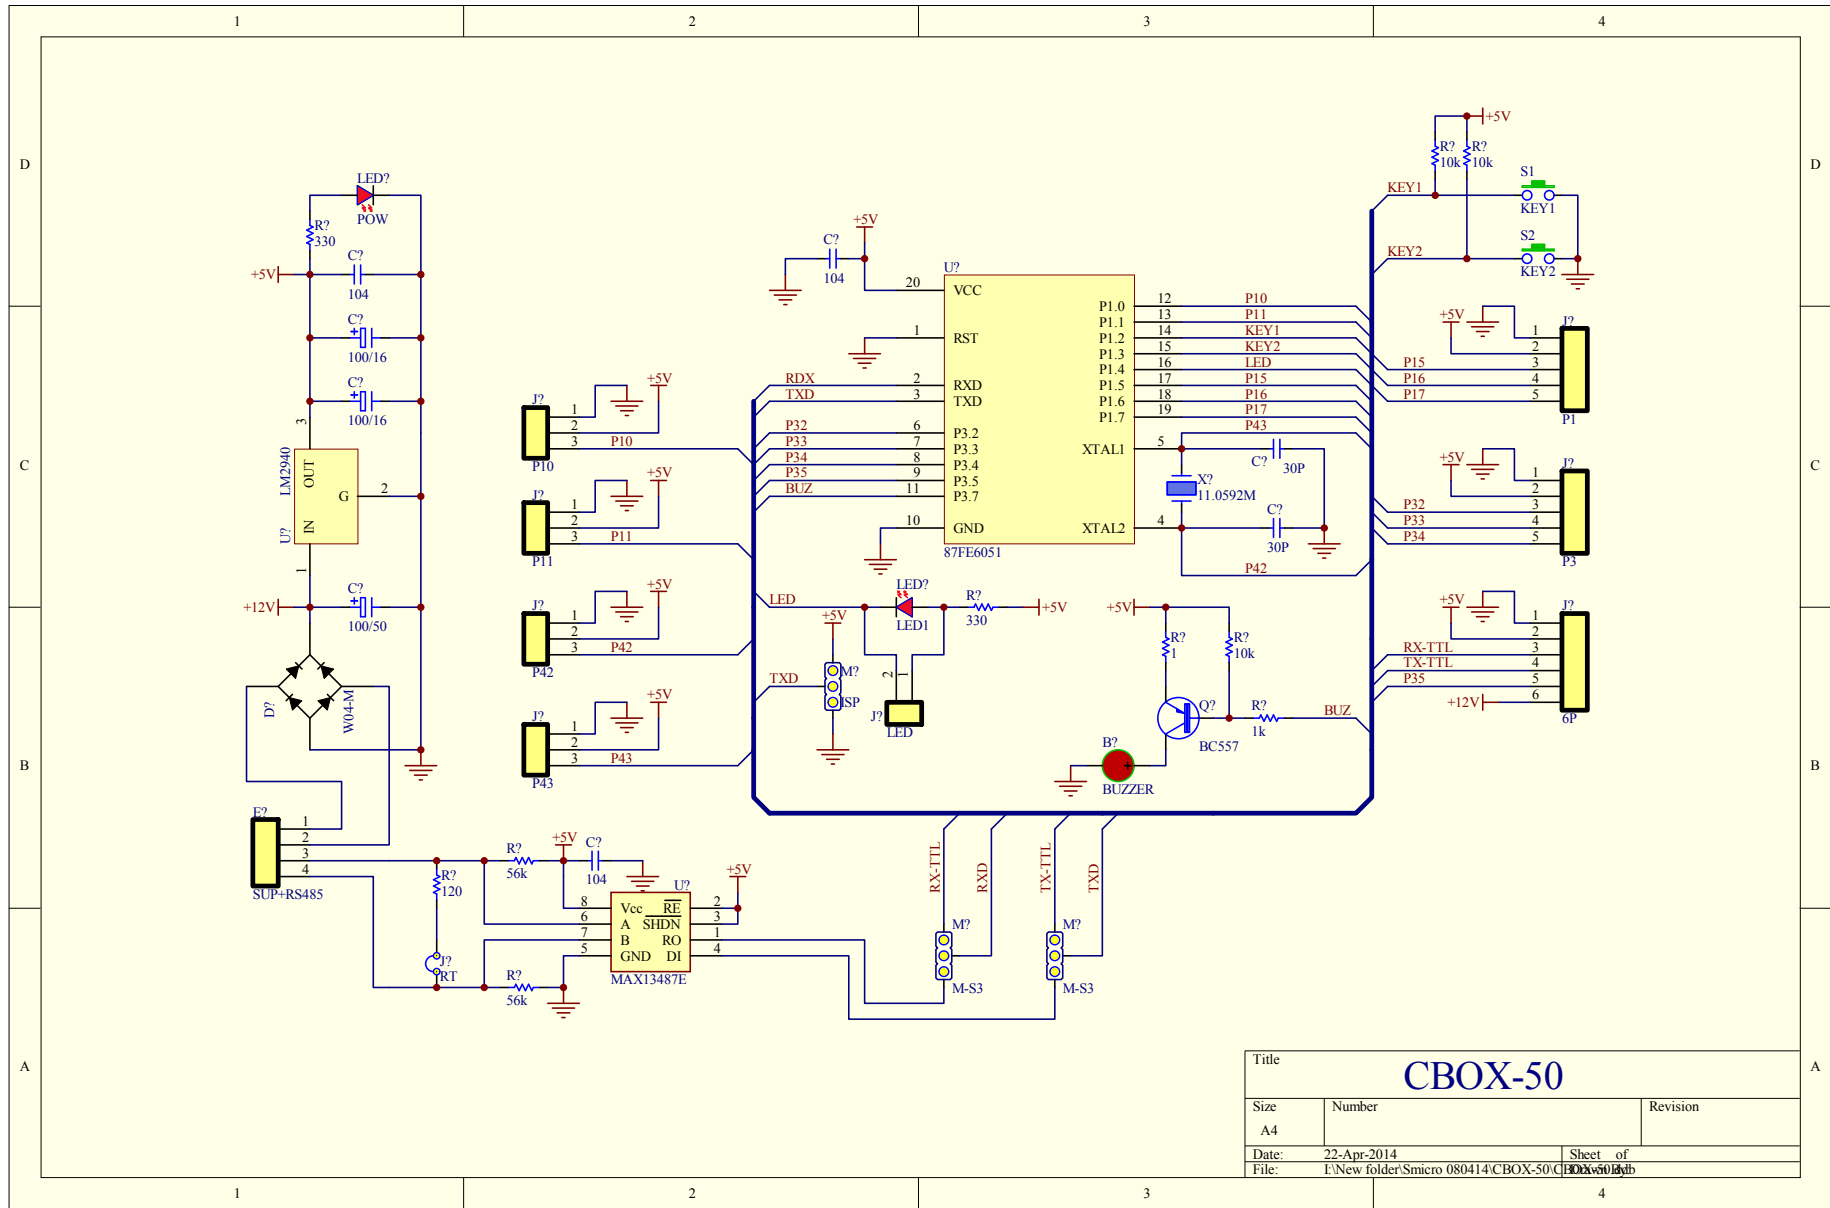 1 2 3 4
D
C
B
A
D
C
B
A
1 2 3 4
LED?
POW
R?
330
+5V
C?
104
C?
100/16
C?
100/16
3
LM2940
OUT
G
2
IN
U?
1
+12V
C?
100/50
D?
W04-M
E?
1
2
3
4
SUP+RS485
R?
120
J?
RT
R?
56k
R?
56k
+5V
C?
104
U?
+5V
8 Vcc RE 2
6 A SHDN 3
7 B RO 1
5 GND DI 4
MAX13487E
J?
1
2
3 P10
+5V
P10
J?
1
2
3 P11
+5V
P11
J?
1
2
3 P42
+5V
P42
J?
1
2
3 P43
+5V
P43
+5V
C?
104
U?
20 VCC
1 RST
RDX 2 RXD
TXD 3 TXD
P32 6 P3.2
P33 7 P3.3
P34 8 P3.4
P35 9 P3.5
BUZ 11 P3.7
10 GND
P1.0 12 P10
P1.1 13 P11
P1.2 14 KEY1
P1.3 15 KEY2
P1.4 16 LED
P1.5 17 P15
P1.6 18 P16
P1.7 19 P17
P43
XTAL1 5
XTAL2 4
P42
87FE6051
C? 30P
X?
11.0592M
C?
30P
LED
LED?
LED1
R?
330
+5V
2 1
J?
LED
+5V
TXD
M?
ISP
+5V
R?
1
R?
10k
Q?
BC557
R?
1k
BUZ
B?
BUZZER
RX-TTL
RXD
TX-TTL
TXD
M?
M-S3
M?
M-S3
+5V
R?
10k
R?
10k
KEY1
S1
KEY1
KEY2
S2
KEY2
+5V
J?
1
2
P15 3
P16 4
P17 5
P1
+5V
J?
1
2
P32 3
P33 4
P34 5
P3
+5V
J?
1
2
RX-TTL 3
TX-TTL 4
P35 5
+12V 6
6P
Title
CBOX-50
Size
A4
Number
Revision
Date: 22-Apr-2014 Sheet of
File: I:\New folder\Smicro 080414\CBOX-50\